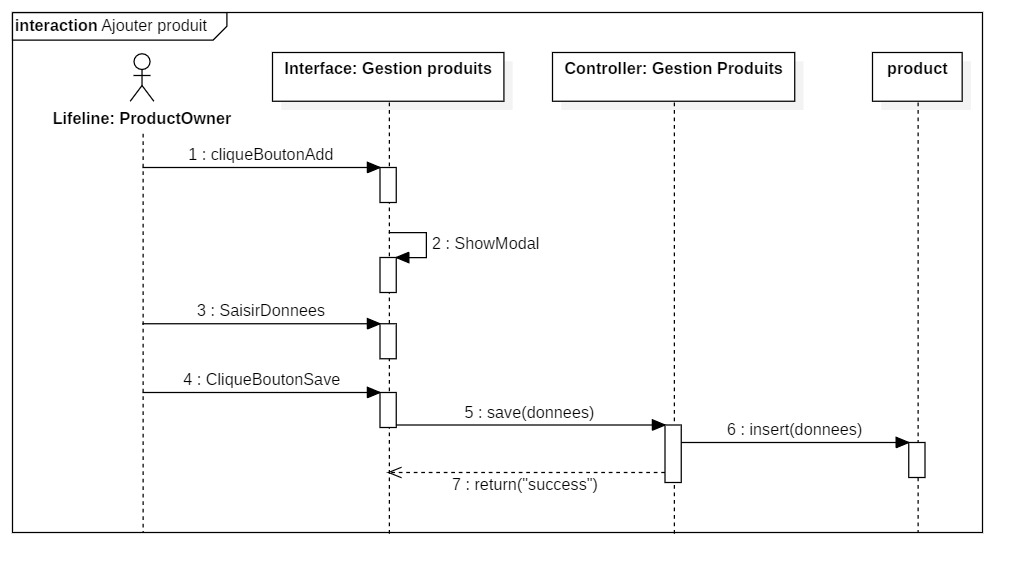 interaction Ajouter produit
Interface: Gestion produits
Controller: Gestion Produits
product
Lifeline: ProductOwner
1 : cliqueBoutonAdd
2 : ShowModal
3 : SaisirDonnees
4 : CliqueBoutonSave
5 : save(donnees)
6 : insert(donnees)
7 : return("success")